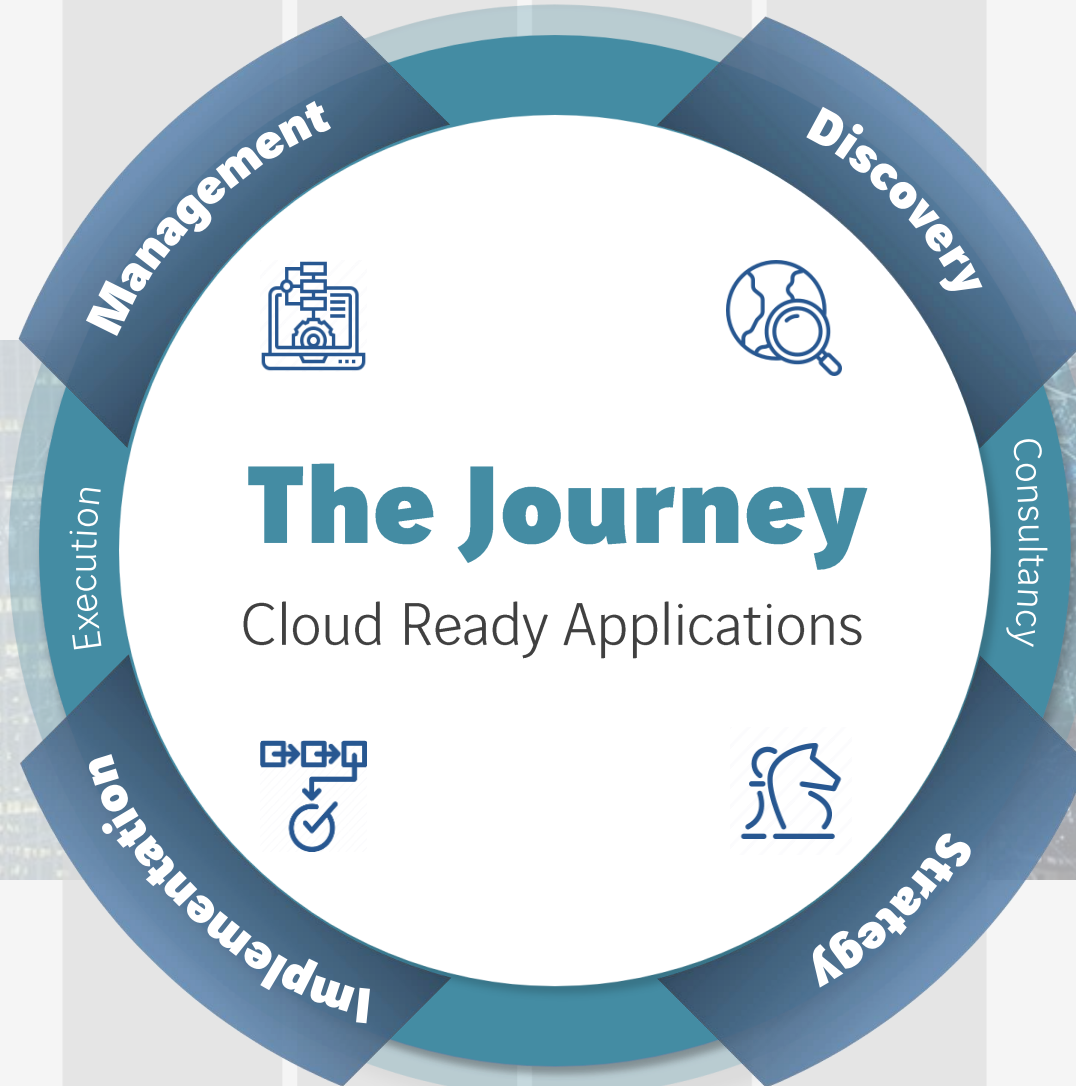 Management
Discovery
The Journey
Cloud Ready Applications
Execution
Consultancy
Implementation
Strategy